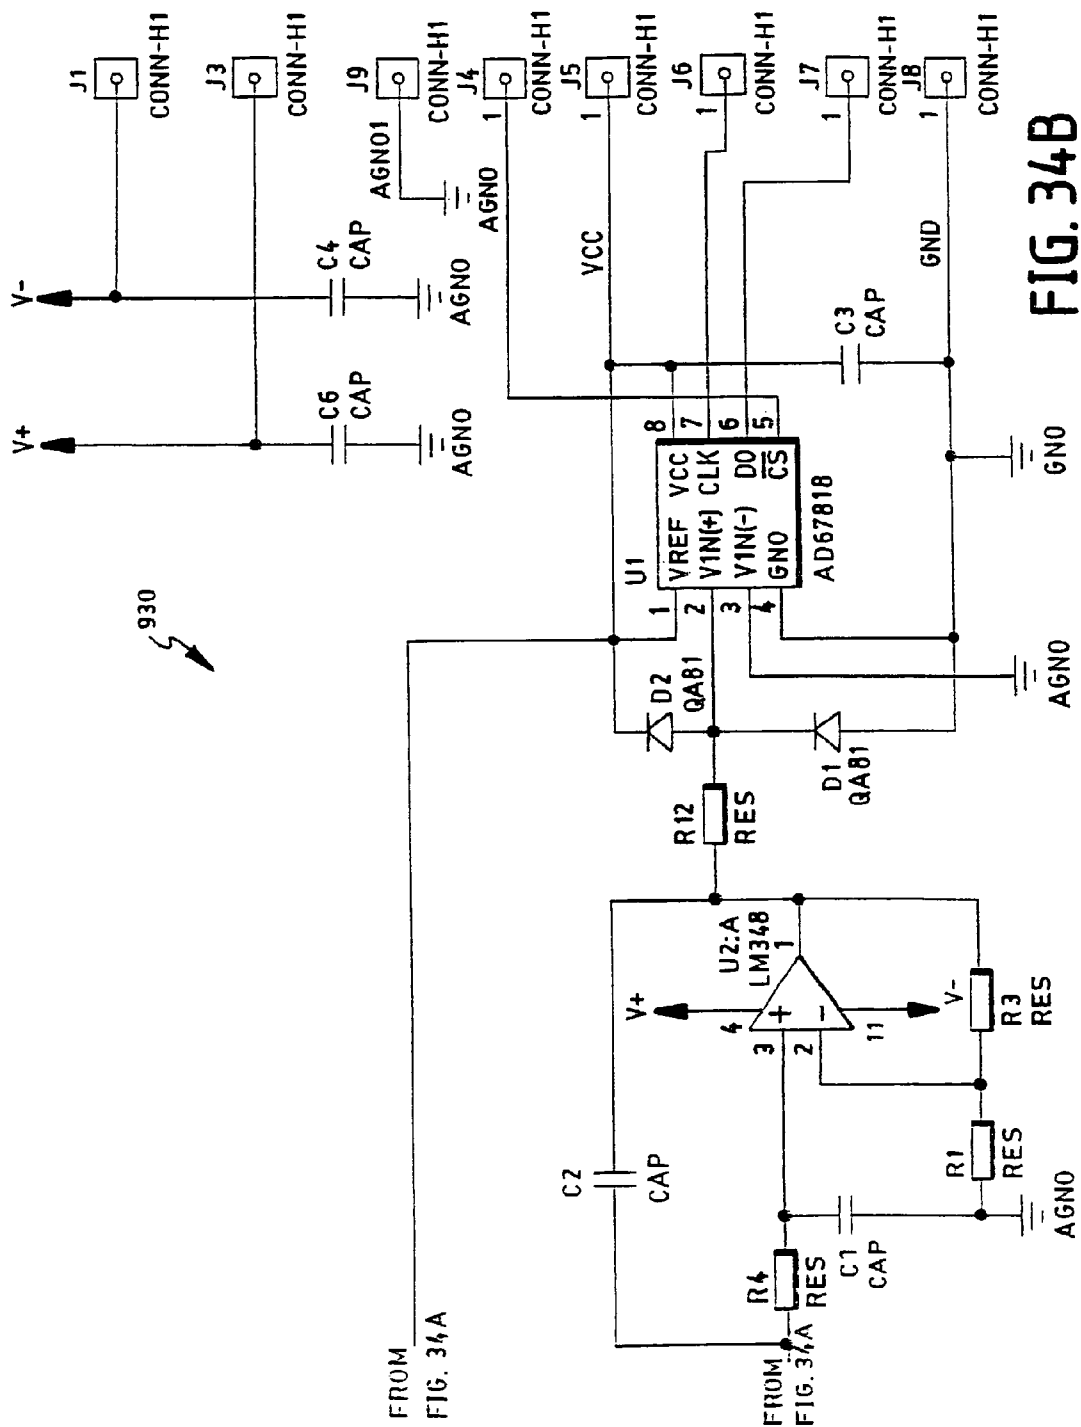 FROM
FIG. 34A
FROM
FIG. 34A
R4
RES
C1
CAP
C2
CAP
R1
RES
AGNO
R3
RES
V+
V-
4
3
2
11
1
U2:A
LM348
+
−
R12
RES
D2
QA81
D1
QA81
AGNO
U1
1
2
3
4
VREF VCC
V1N(+) CLK
V1N(-) DO
GNO CS
8
7
6
5
AD67818
930
GNO
C3
CAP
VCC
GND
V+
V-
C6
CAP
AGNO
C4
CAP
AGNO
AGNO1
AGNO
J1
CONN-H1
J3
CONN-H1
J9
CONN-H1
J4
1
CONN-H1
J5
1
CONN-H1
J6
1
CONN-H1
J7
1
CONN-H1
J8
1
CONN-H1
FIG. 34B